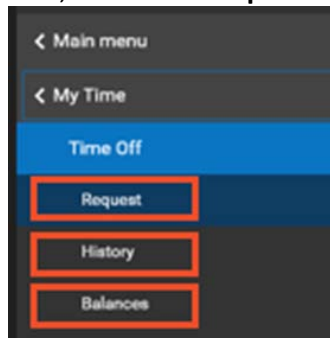 < Main menu
< My Time
Time Off
Request
History
Balances